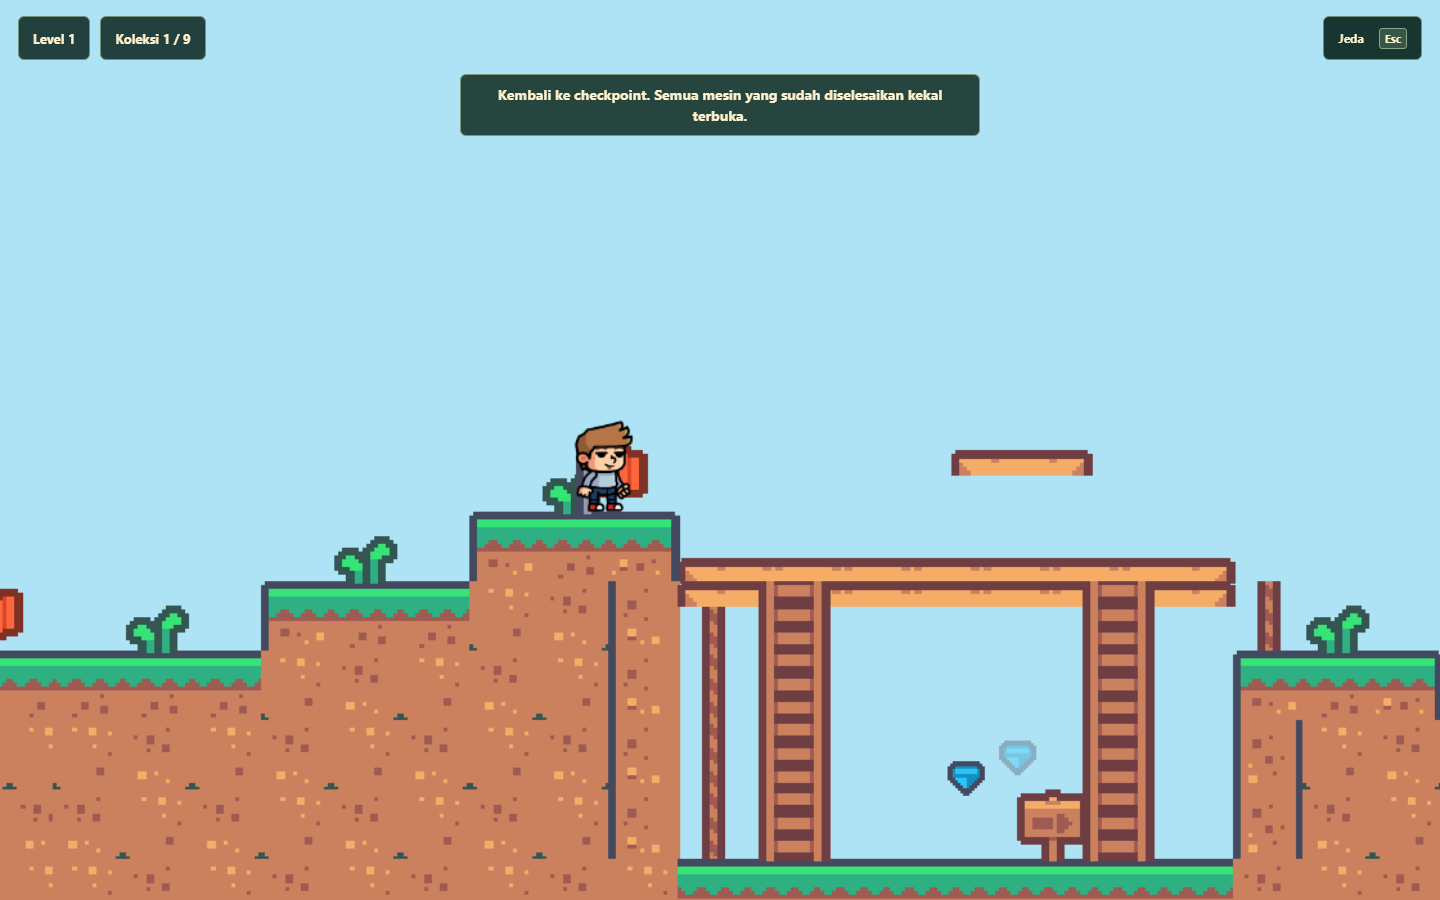 Level 1
Koleksi 1 / 9
Jeda Esc
Kembali ke checkpoint. Semua mesin yang sudah diselesaikan kekal
terbuka.